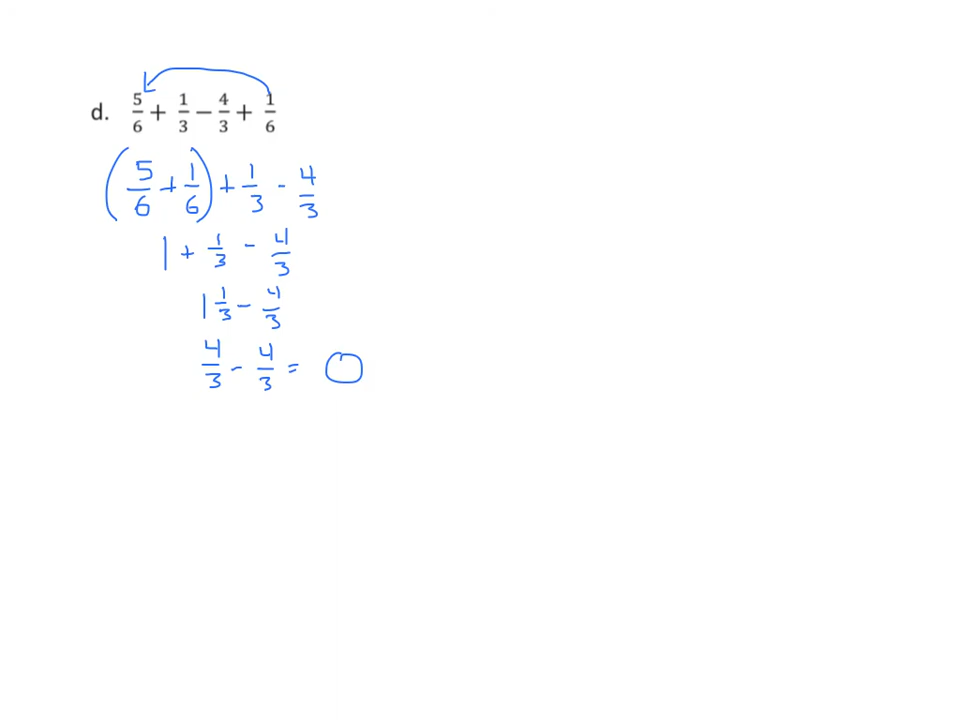 d. 5/6 + 1/3 − 4/3 + 1/6
(5/6 + 1/6) + 1/3 - 4/3
1 + 1/3 - 4/3
1 1/3 - 4/3
4/3 - 4/3 = 0